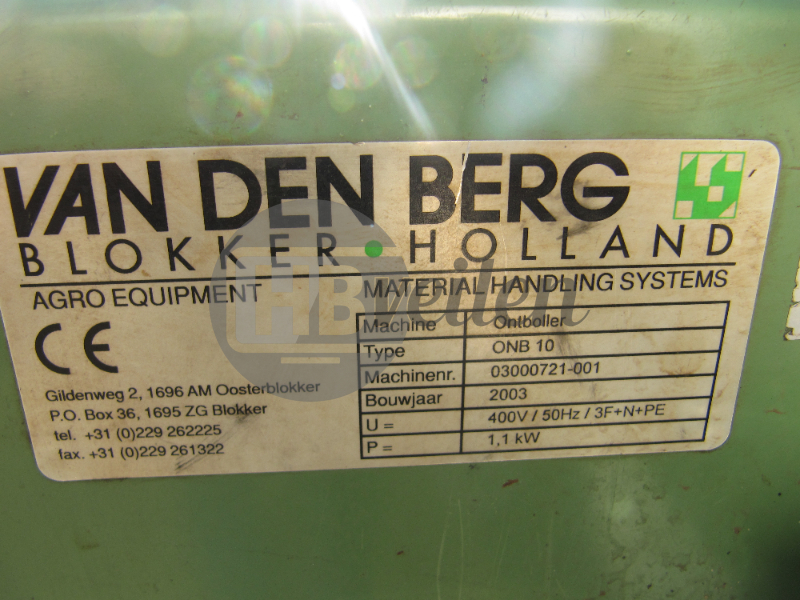 VAN DEN BERG
BLOKKER • HOLLAND
AGRO EQUIPMENT MATERIAL HANDLING SYSTEMS
CE
Gildenweg 2, 1696 AM Oosterblokker
P.O. Box 36, 1695 ZG Blokker
tel. +31 (0)229 262225
fax. +31 (0)229 261322
Machine Ontboller
Type ONB 10
Machinenr. 03000721-001
Bouwjaar 2003
U = 400V / 50Hz / 3F+N+PE
P = 1,1 kW
HBveilen